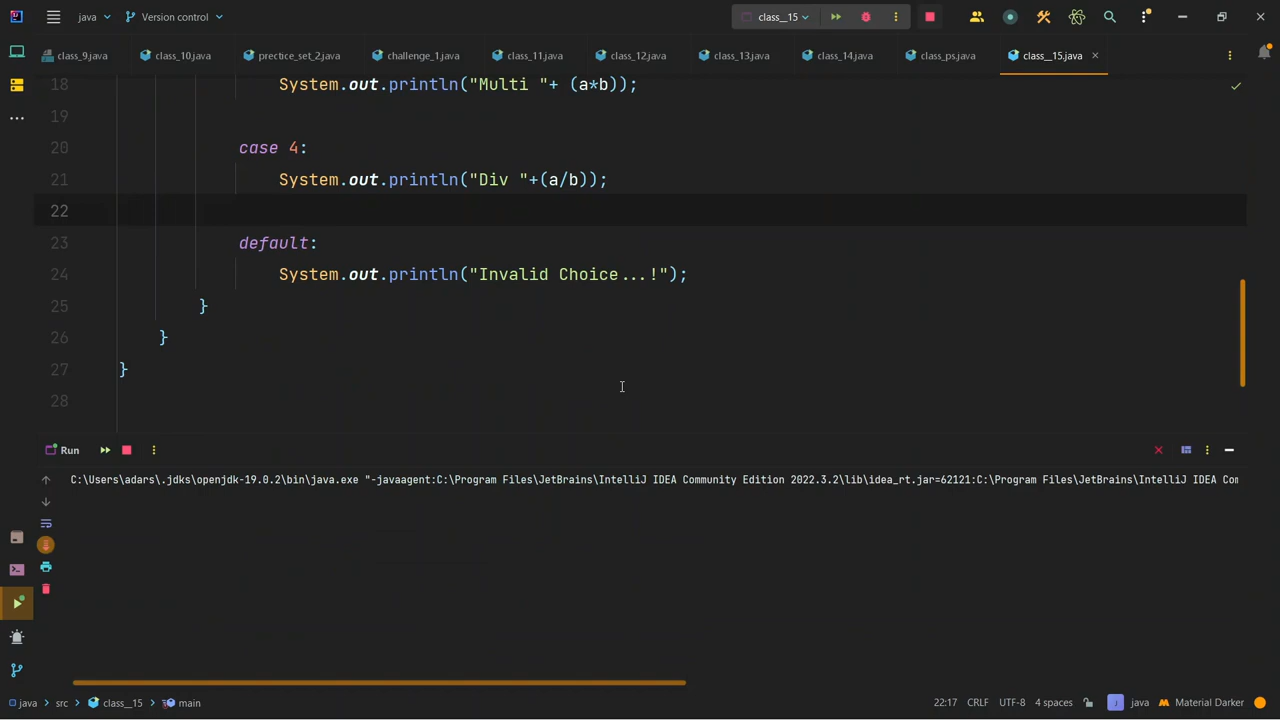 java
Version control
class__15
class_9.java
class_10.java
prectice_set_2.java
challenge_1.java
class_11.java
class_12.java
class_13.java
class_14.java
class_ps.java
class__15.java
18 System.out.println("Multi "+ (a*b));
19
20 case 4:
21 System.out.println("Div "+(a/b));
22
23 default:
24 System.out.println("Invalid Choice...!");
25 }
26 }
27 }
28
Run
C:\Users\adars\.jdks\openjdk-19.0.2\bin\java.exe "-javaagent:C:\Program Files\JetBrains\IntelliJ IDEA Community Edition 2022.3.2\lib\idea_rt.jar=62121:C:\Program Files\JetBrains\IntelliJ IDEA Com
java > src > class__15 > main
22:17 CRLF UTF-8 4 spaces java Material Darker